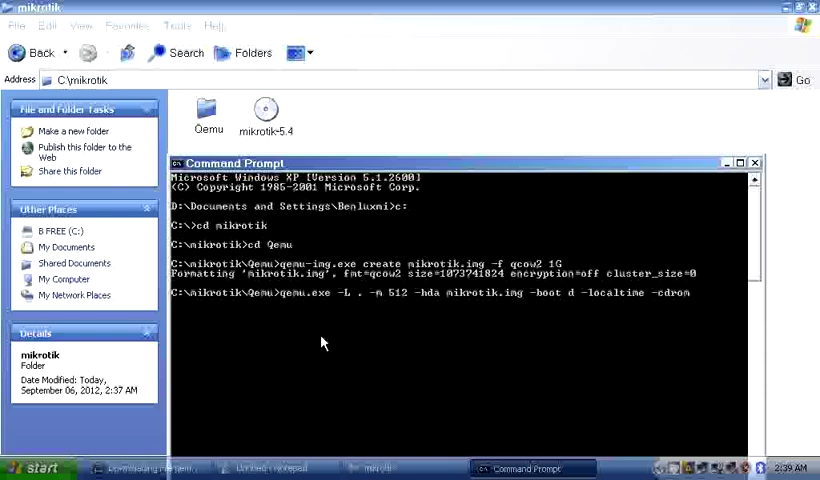 mikrotik
File Edit View Favorites Tools Help
Back Search Folders
Address C:\mikrotik Go
File and Folder Tasks
Make a new folder
Publish this folder to the
Web
Share this folder
Other Places
B FREE (C:)
My Documents
Shared Documents
My Computer
My Network Places
Details
mikrotik
Folder
Date Modified: Today,
September 06, 2012, 2:37 AM
Qemu
mikrotik-5.4
Command Prompt
Microsoft Windows XP [Version 5.1.2600]
(C) Copyright 1985-2001 Microsoft Corp.
D:\Documents and Settings\Benluxmi>c:
C:\>cd mikrotik
C:\mikrotik>cd Qemu
C:\mikrotik\Qemu>qemu-img.exe create mikrotik.img -f qcow2 1G
Formatting 'mikrotik.img', fmt=qcow2 size=1073741824 encryption=off cluster_size=0
C:\mikrotik\Qemu>qemu.exe -L . -m 512 -hda mikrotik.img -boot d -localtime -cdrom
start
mikrotik
Command Prompt
2:39 AM